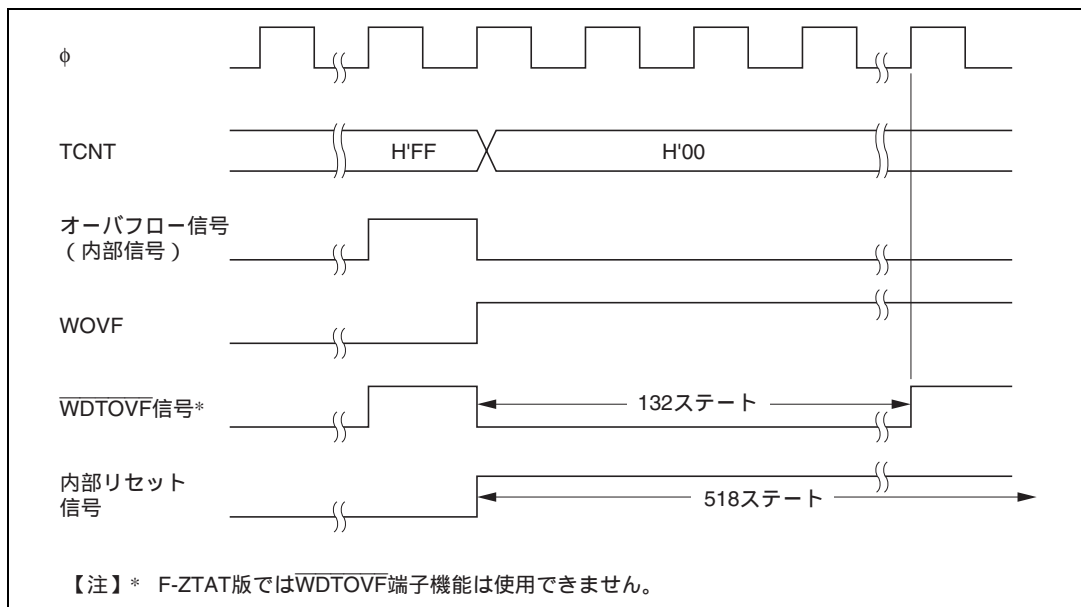 φ
TCNT
H'FF
H'00
オーバフロー信号
（内部信号）
WOVF
WDTOVF信号*
132ステート
内部リセット
信号
518ステート
【注】* F-ZTAT版ではWDTOVF端子機能は使用できません。